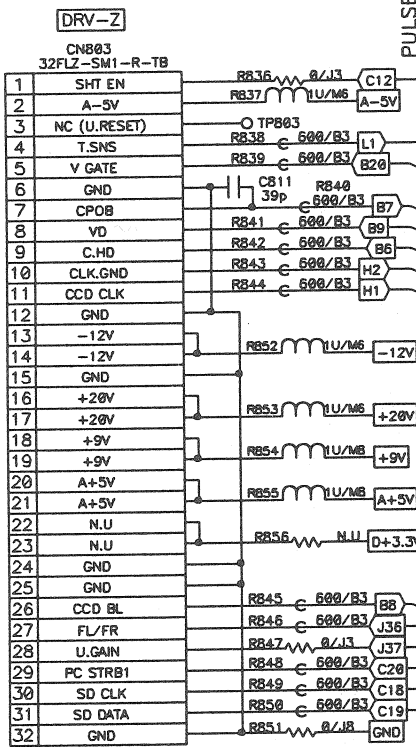 PULSE
DRV-Z
CN803
32FLZ-SM1-R-TB
1 SHT EN R836 0/J3 C12
2 A-5V R837 1U/M6 A-5V
3 NC (U.RESET) TP803
4 T.SNS R838 600/B3 L1
5 V GATE R839 600/B3 B20
6 GND C811 39p
7 CPOB R840 600/B3 B7
8 VD R841 600/B3 B9
9 C.HD R842 600/B3 B6
10 CLK.GND R843 600/B3 H2
11 CCD CLK R844 600/B3 H1
12 GND
13 -12V
14 -12V R852 1U/M6 -12V
15 GND
16 +20V
17 +20V R853 1U/M6 +20V
18 +9V
19 +9V R854 1U/M8 +9V
20 A+5V
21 A+5V R855 1U/M8 A+5V
22 N.U
23 N.U R856 N.U D+3.3V
24 GND
25 GND
26 CCD BL R845 600/B3 B8
27 FL/FR R846 600/B3 J36
28 U.GAIN R847 0/J3 J37
29 PC STRB1 R848 600/B3 C20
30 SD CLK R849 600/B3 C18
31 SD DATA R850 600/B3 C19
32 GND R851 0/J8 GND